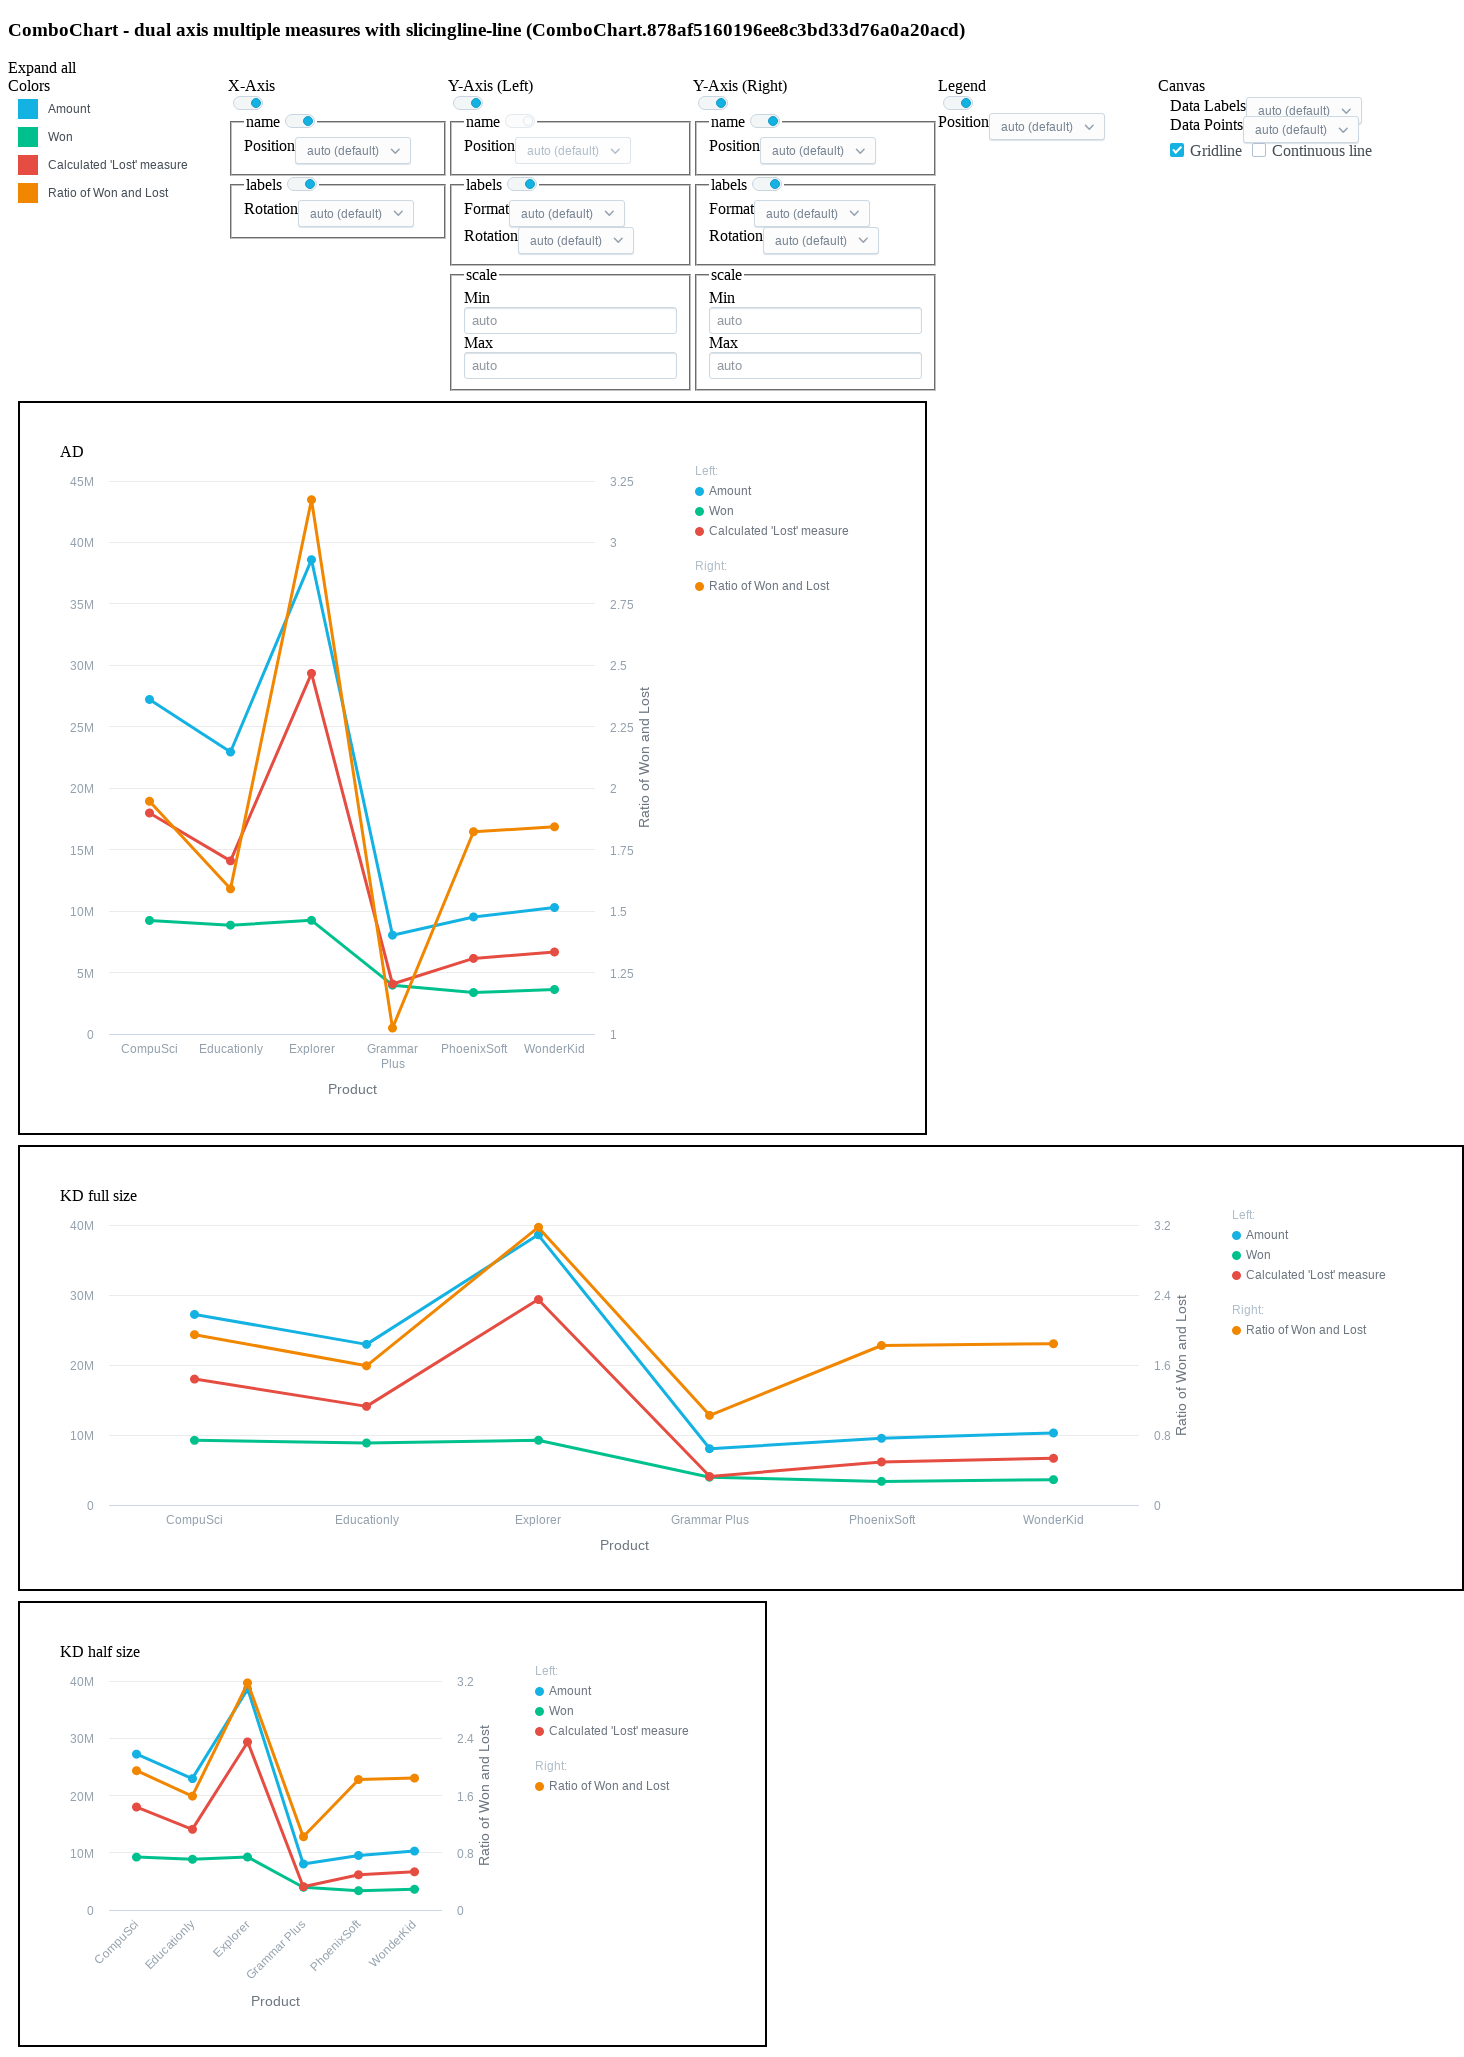 ComboChart - dual axis multiple measures with slicingline-line (ComboChart.878af5160196ee8c3bd33d76a0a20acd)
Expand all
Colors
Amount
Won
Calculated 'Lost' measure
Ratio of Won and Lost
X-Axis
name
Position auto (default)
labels
Rotation auto (default)
Y-Axis (Left)
name
Position auto (default)
labels
Format auto (default)
Rotation auto (default)
scale
Min
auto
Max
auto
Y-Axis (Right)
name
Position auto (default)
labels
Format auto (default)
Rotation auto (default)
scale
Min
auto
Max
auto
Legend
Position auto (default)
Canvas
Data Labels auto (default)
Data Points auto (default)
Gridline Continuous line
AD
45M
40M
35M
30M
25M
20M
15M
10M
5M
0
3.25
3
2.75
2.5
2.25
2
1.75
1.5
1.25
1
Ratio of Won and Lost
CompuSci Educationly Explorer Grammar Plus PhoenixSoft WonderKid
Product
Left:
Amount
Won
Calculated 'Lost' measure
Right:
Ratio of Won and Lost
KD full size
40M
30M
20M
10M
0
3.2
2.4
1.6
0.8
0
Ratio of Won and Lost
CompuSci Educationly Explorer Grammar Plus PhoenixSoft WonderKid
Product
Left:
Amount
Won
Calculated 'Lost' measure
Right:
Ratio of Won and Lost
KD half size
40M
30M
20M
10M
0
3.2
2.4
1.6
0.8
0
Ratio of Won and Lost
CompuSci Educationly Explorer Grammar Plus PhoenixSoft WonderKid
Product
Left:
Amount
Won
Calculated 'Lost' measure
Right:
Ratio of Won and Lost